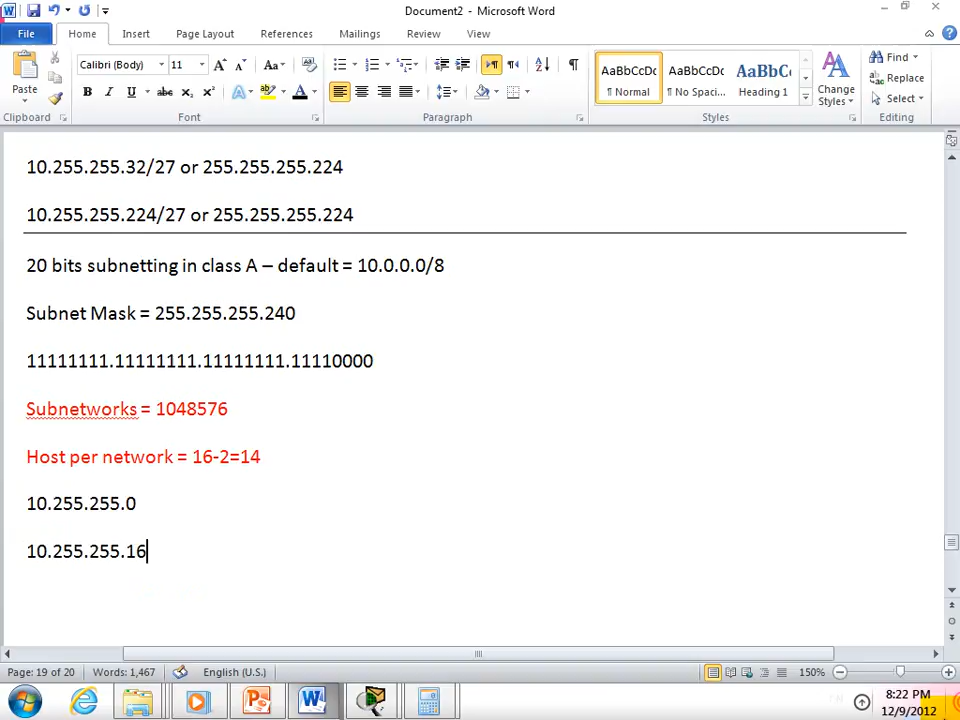 Document2 - Microsoft Word
File Home Insert Page Layout References Mailings Review View
Paste
Calibri (Body) 11 Aa
B I U abc x₂ x² A A
AaBbCcDc AaBbCcDc AaBbCc
¶ Normal ¶ No Spaci... Heading 1
Change Styles
Find
Replace
Select
Clipboard Font Paragraph Styles Editing
10.255.255.32/27 or 255.255.255.224
10.255.255.224/27 or 255.255.255.224
20 bits subnetting in class A – default = 10.0.0.0/8
Subnet Mask = 255.255.255.240
11111111.11111111.11111111.11110000
Subnetworks = 1048576
Host per network = 16-2=14
10.255.255.0
10.255.255.16
Page: 19 of 20 Words: 1,467 English (U.S.) 150%
8:22 PM
12/9/2012